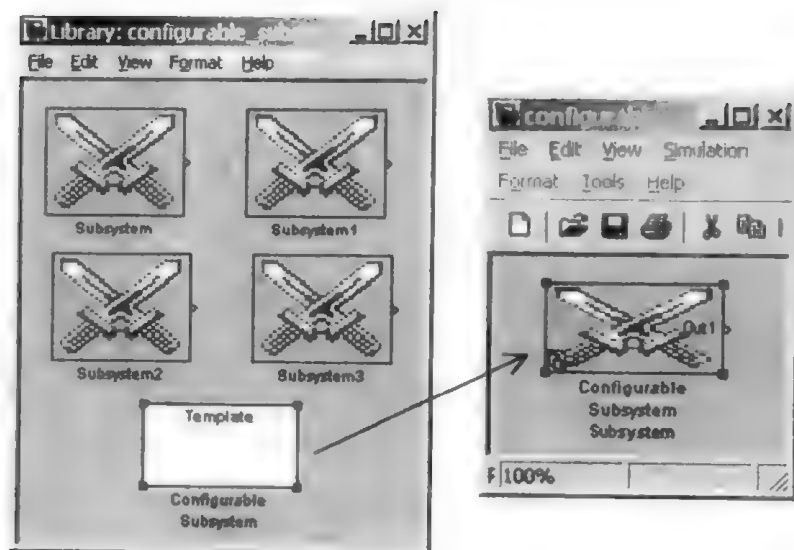 Library: configurable_sub
File Edit View Format Help
Subsystem
Subsystem1
Subsystem2
Subsystem3
Template
Configurable
Subsystem
File Edit View Simulation
Format Tools Help
Out1
Configurable
Subsystem
Subsystem
100%